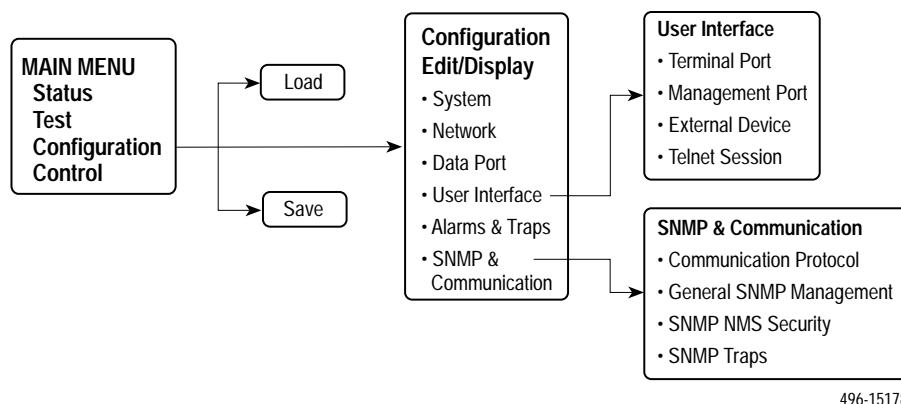 MAIN MENU
Status
Test
Configuration
Control
Load
Save
Configuration
Edit/Display
• System
• Network
• Data Port
• User Interface
• Alarms & Traps
• SNMP &
Communication
User Interface
• Terminal Port
• Management Port
• External Device
• Telnet Session
SNMP & Communication
• Communication Protocol
• General SNMP Management
• SNMP NMS Security
• SNMP Traps
496-15178